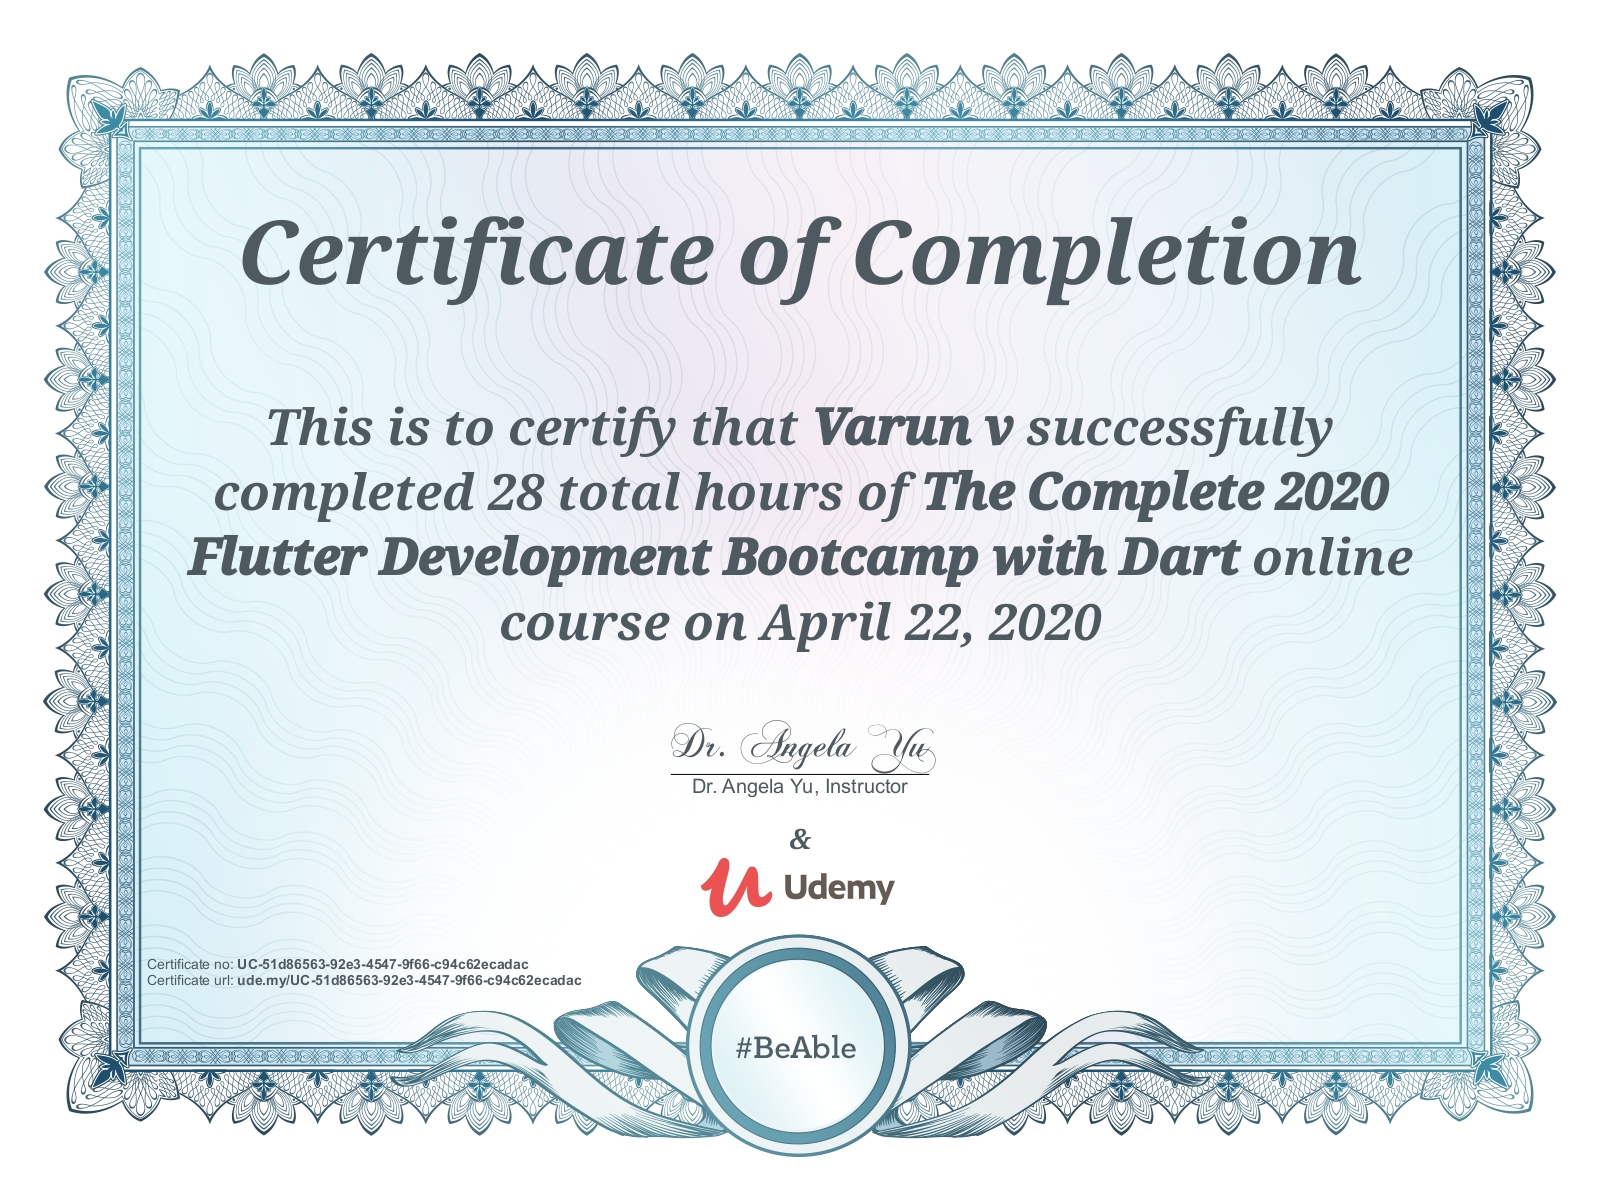 Certificate of Completion
This is to certify that Varun v successfully
completed 28 total hours of The Complete 2020
Flutter Development Bootcamp with Dart online
course on April 22, 2020
Dr. Angela Yu
Dr. Angela Yu, Instructor
&
Udemy
Certificate no: UC-51d86563-92e3-4547-9f66-c94c62ecadac
Certificate url: ude.my/UC-51d86563-92e3-4547-9f66-c94c62ecadac
#BeAble